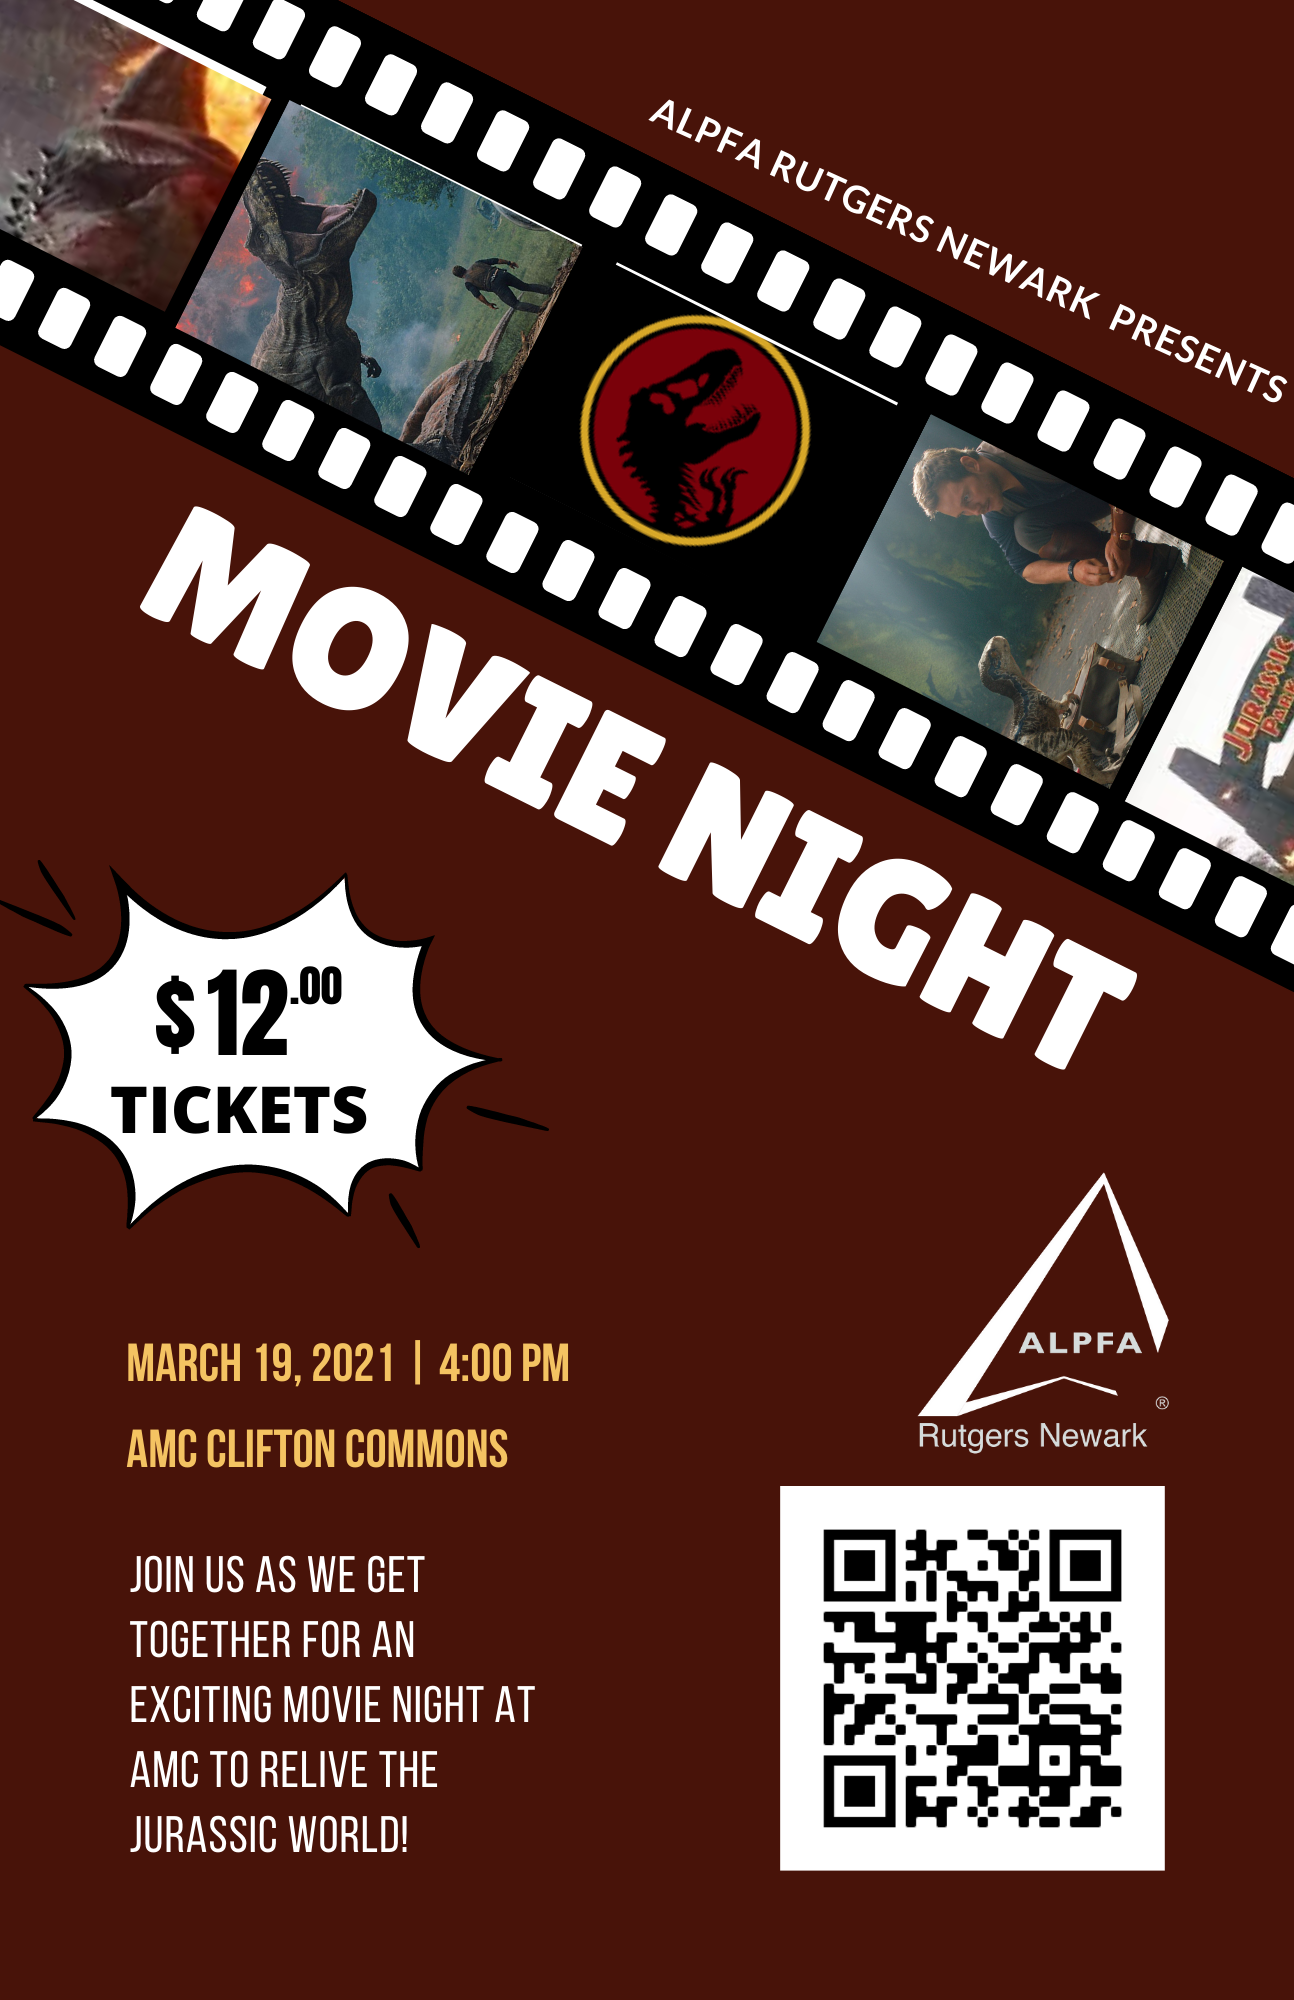 ALPFA RUTGERS NEWARK PRESENTS
JURASSIC
PARK
MOVIE NIGHT
$12.00
TICKETS
MARCH 19, 2021 | 4:00 PM
AMC CLIFTON COMMONS
JOIN US AS WE GET
TOGETHER FOR AN
EXCITING MOVIE NIGHT AT
AMC TO RELIVE THE
JURASSIC WORLD!
ALPFA
®
Rutgers Newark